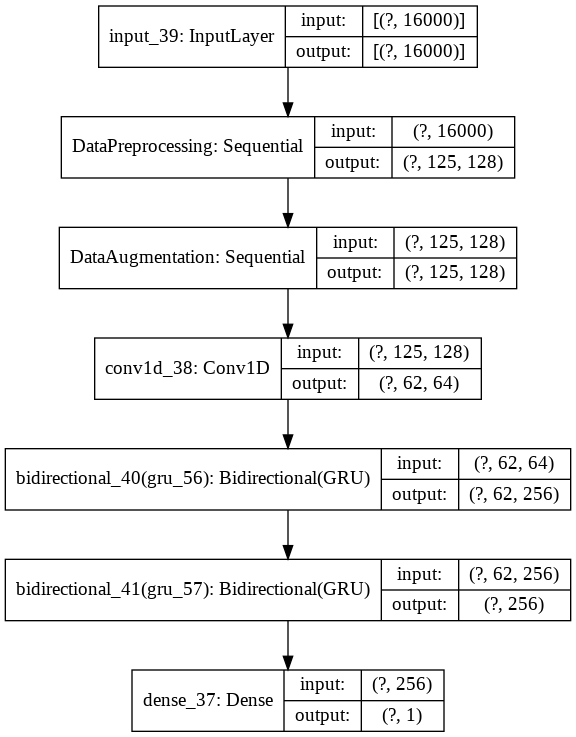 input_39: InputLayer
input:
[(?, 16000)]
output:
[(?, 16000)]
DataPreprocessing: Sequential
input:
(?, 16000)
output:
(?, 125, 128)
DataAugmentation: Sequential
input:
(?, 125, 128)
output:
(?, 125, 128)
conv1d_38: Conv1D
input:
(?, 125, 128)
output:
(?, 62, 64)
bidirectional_40(gru_56): Bidirectional(GRU)
input:
(?, 62, 64)
output:
(?, 62, 256)
bidirectional_41(gru_57): Bidirectional(GRU)
input:
(?, 62, 256)
output:
(?, 256)
dense_37: Dense
input:
(?, 256)
output:
(?, 1)